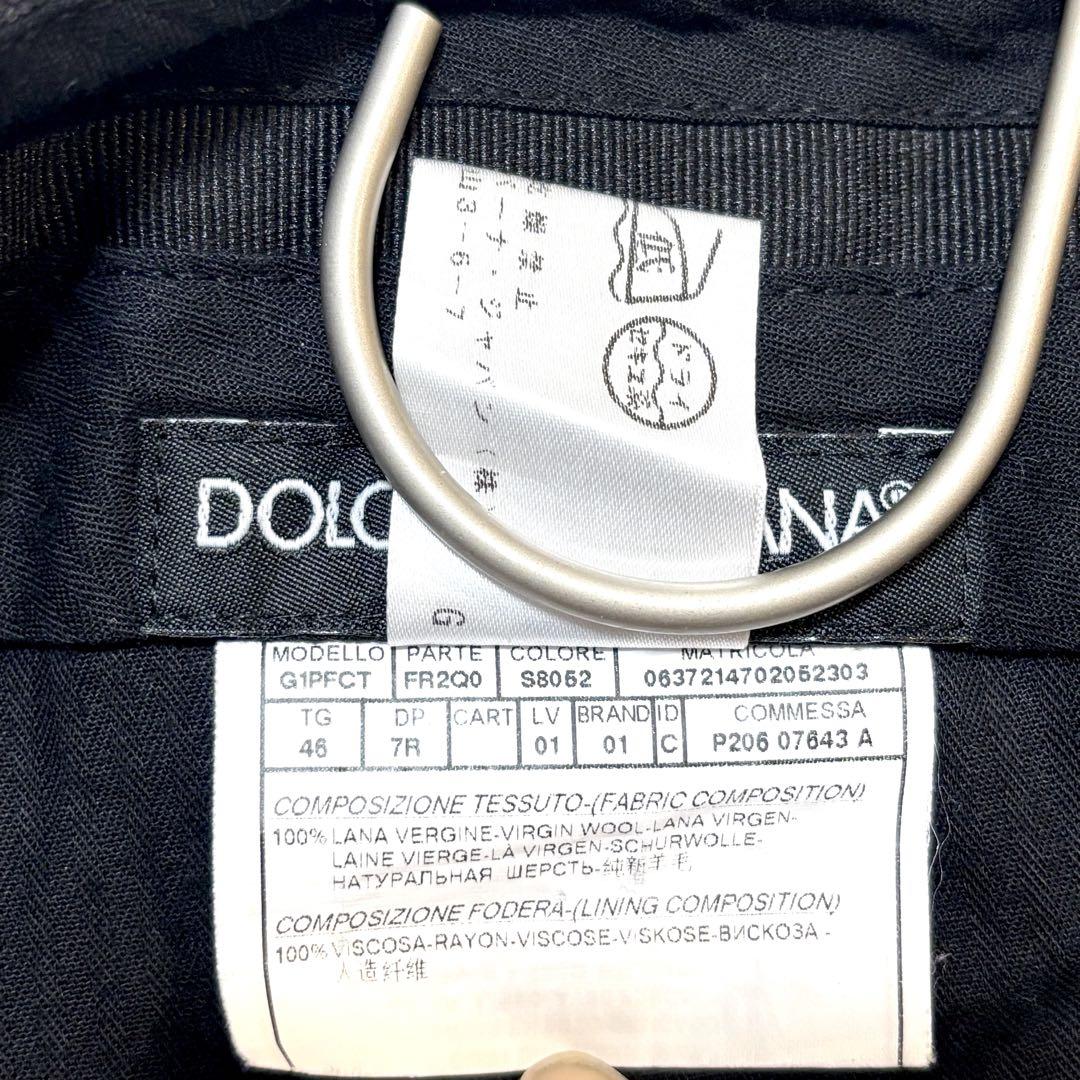 DOLC
ANA®
MODELLO PARTE COLORE MATRICOLA
G1PFCT FR2Q0 S8052 0637214702052303
TG DP CART LV BRAND ID COMMESSA
46 7R 01 01 C P206 07643 A
COMPOSIZIONE TESSUTO-(FABRIC COMPOSITION)
100% LANA VERGINE-VIRGIN WOOL-LANA VIRGEN-
LAINE VIERGE-LÀ VIRGEN-SCHURWOLLE-
НАТУРАЛЬНАЯ ШЕРСТЬ-纯新羊毛
COMPOSIZIONE FODERA-(LINING COMPOSITION)
100% VISCOSA-RAYON-VISCOSE-VISKOSE-ВИСКОЗА -
人造纤维